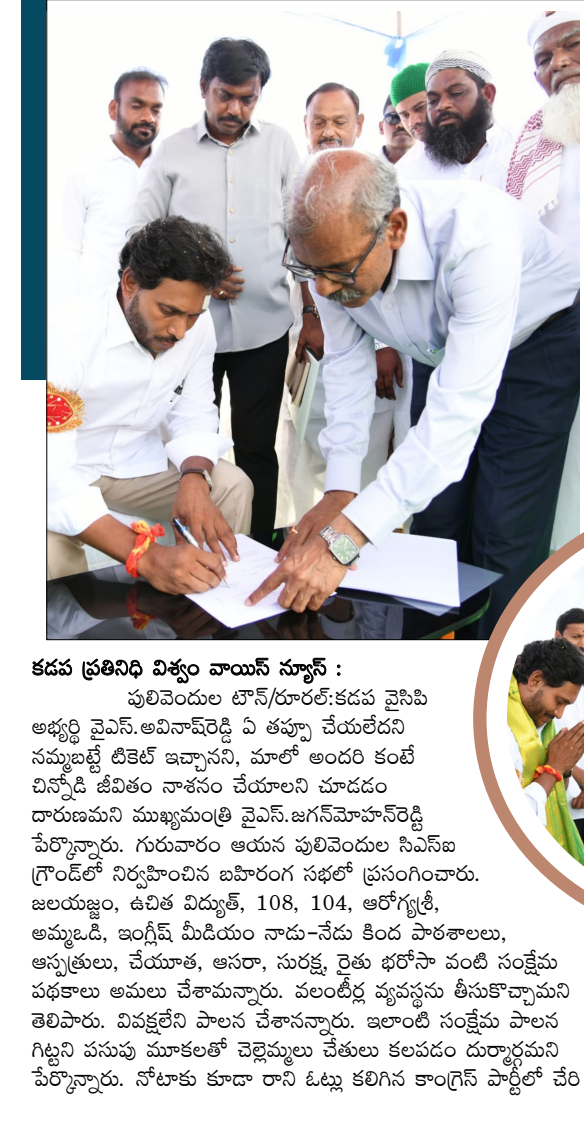 కడప ప్రతినిధి విశ్వం వాయిస్ న్యూస్ :
పులివెందుల టౌన్/రూరల్:కడప వైసిపి
అభ్యర్థి వైఎస్.అవినాష్‌రెడ్డి ఏ తప్పు చేయలేదని
నమ్మబట్టే టికెట్ ఇచ్చానని, మాలో అందరి కంటే
చిన్నోడి జీవితం నాశనం చేయాలని చూడడం
దారుణమని ముఖ్యమంత్రి వైఎస్.జగన్‌మోహన్‌రెడ్డి
పేర్కొన్నారు. గురువారం ఆయన పులివెందుల సిఎస్ఐ
గ్రౌండ్‌లో నిర్వహించిన బహిరంగ సభలో ప్రసంగించారు.
జలయజ్ఞం, ఉచిత విద్యుత్, 108, 104, ఆరోగ్యశ్రీ,
అమ్మఒడి, ఇంగ్లీష్ మీడియం నాడు-నేడు కింద పాఠశాలలు,
ఆస్పత్రులు, చేయూత, ఆసరా, సురక్ష, రైతు భరోసా వంటి సంక్షేమ
పథకాలు అమలు చేశామన్నారు. వలంటీర్ల వ్యవస్థను తీసుకొచ్చామని
తెలిపారు. వివక్షలేని పాలన చేశానన్నారు. ఇలాంటి సంక్షేమ పాలన
గిట్టని పసుపు మూకలతో చెల్లెమ్మలు చేతులు కలపడం దుర్మార్గమని
పేర్కొన్నారు. నోటాకు కూడా రాని ఓట్లు కలిగిన కాంగ్రెస్ పార్టీలో చేరి